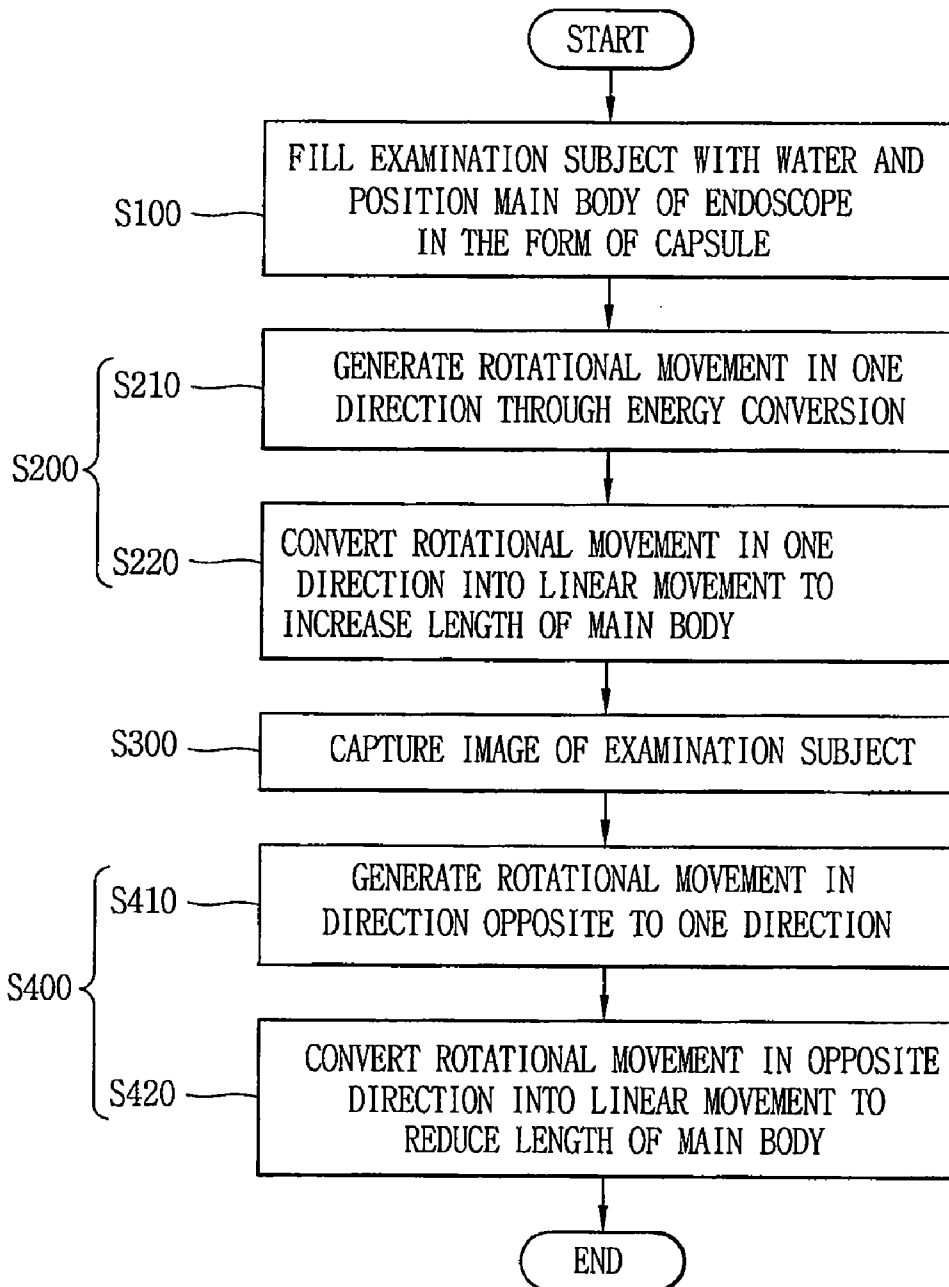 START
S100
FILL EXAMINATION SUBJECT WITH WATER AND
POSITION MAIN BODY OF ENDOSCOPE
IN THE FORM OF CAPSULE
S200
S210
GENERATE ROTATIONAL MOVEMENT IN ONE
DIRECTION THROUGH ENERGY CONVERSION
S220
CONVERT ROTATIONAL MOVEMENT IN ONE
DIRECTION INTO LINEAR MOVEMENT TO
INCREASE LENGTH OF MAIN BODY
S300
CAPTURE IMAGE OF EXAMINATION SUBJECT
S400
S410
GENERATE ROTATIONAL MOVEMENT IN
DIRECTION OPPOSITE TO ONE DIRECTION
S420
CONVERT ROTATIONAL MOVEMENT IN OPPOSITE
DIRECTION INTO LINEAR MOVEMENT TO
REDUCE LENGTH OF MAIN BODY
END